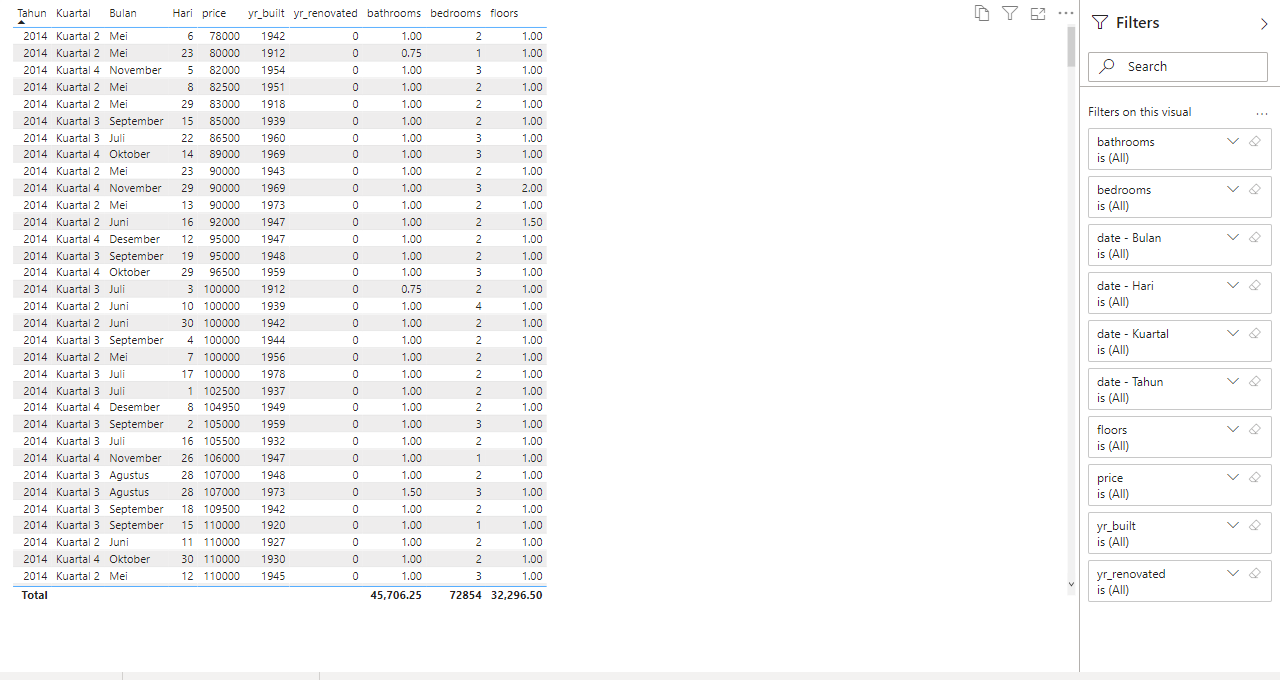 Tahun Kuartal Bulan Hari price yr_built yr_renovated bathrooms bedrooms floors
2014 Kuartal 2 Mei 6 78000 1942 0 1.00 2 1.00
2014 Kuartal 2 Mei 23 80000 1912 0 0.75 1 1.00
2014 Kuartal 4 November 5 82000 1954 0 1.00 3 1.00
2014 Kuartal 2 Mei 8 82500 1951 0 1.00 2 1.00
2014 Kuartal 2 Mei 29 83000 1918 0 1.00 2 1.00
2014 Kuartal 3 September 15 85000 1939 0 1.00 2 1.00
2014 Kuartal 3 Juli 22 86500 1960 0 1.00 3 1.00
2014 Kuartal 4 Oktober 14 89000 1969 0 1.00 3 1.00
2014 Kuartal 2 Mei 23 90000 1943 0 1.00 2 1.00
2014 Kuartal 4 November 29 90000 1969 0 1.00 3 2.00
2014 Kuartal 2 Mei 13 90000 1973 0 1.00 2 1.00
2014 Kuartal 2 Juni 16 92000 1947 0 1.00 2 1.50
2014 Kuartal 4 Desember 12 95000 1947 0 1.00 2 1.00
2014 Kuartal 3 September 19 95000 1948 0 1.00 2 1.00
2014 Kuartal 4 Oktober 29 96500 1959 0 1.00 3 1.00
2014 Kuartal 3 Juli 3 100000 1912 0 0.75 2 1.00
2014 Kuartal 2 Juni 10 100000 1939 0 1.00 4 1.00
2014 Kuartal 2 Juni 30 100000 1942 0 1.00 2 1.00
2014 Kuartal 3 September 4 100000 1944 0 1.00 2 1.00
2014 Kuartal 2 Mei 7 100000 1956 0 1.00 2 1.00
2014 Kuartal 3 Juli 17 100000 1978 0 1.00 2 1.00
2014 Kuartal 3 Juli 1 102500 1937 0 1.00 2 1.00
2014 Kuartal 4 Desember 8 104950 1949 0 1.00 2 1.00
2014 Kuartal 3 September 2 105000 1959 0 1.00 3 1.00
2014 Kuartal 3 Juli 16 105500 1932 0 1.00 2 1.00
2014 Kuartal 4 November 26 106000 1947 0 1.00 1 1.00
2014 Kuartal 3 Agustus 28 107000 1948 0 1.00 2 1.00
2014 Kuartal 3 Agustus 28 107000 1973 0 1.50 3 1.00
2014 Kuartal 3 September 18 109500 1942 0 1.00 2 1.00
2014 Kuartal 3 September 15 110000 1920 0 1.00 1 1.00
2014 Kuartal 2 Juni 11 110000 1927 0 1.00 2 1.00
2014 Kuartal 4 Oktober 30 110000 1930 0 1.00 2 1.00
2014 Kuartal 2 Mei 12 110000 1945 0 1.00 3 1.00
Total 45,706.25 72854 32,296.50
Filters
Search
Filters on this visual
bathrooms
is (All)
bedrooms
is (All)
date - Bulan
is (All)
date - Hari
is (All)
date - Kuartal
is (All)
date - Tahun
is (All)
floors
is (All)
price
is (All)
yr_built
is (All)
yr_renovated
is (All)